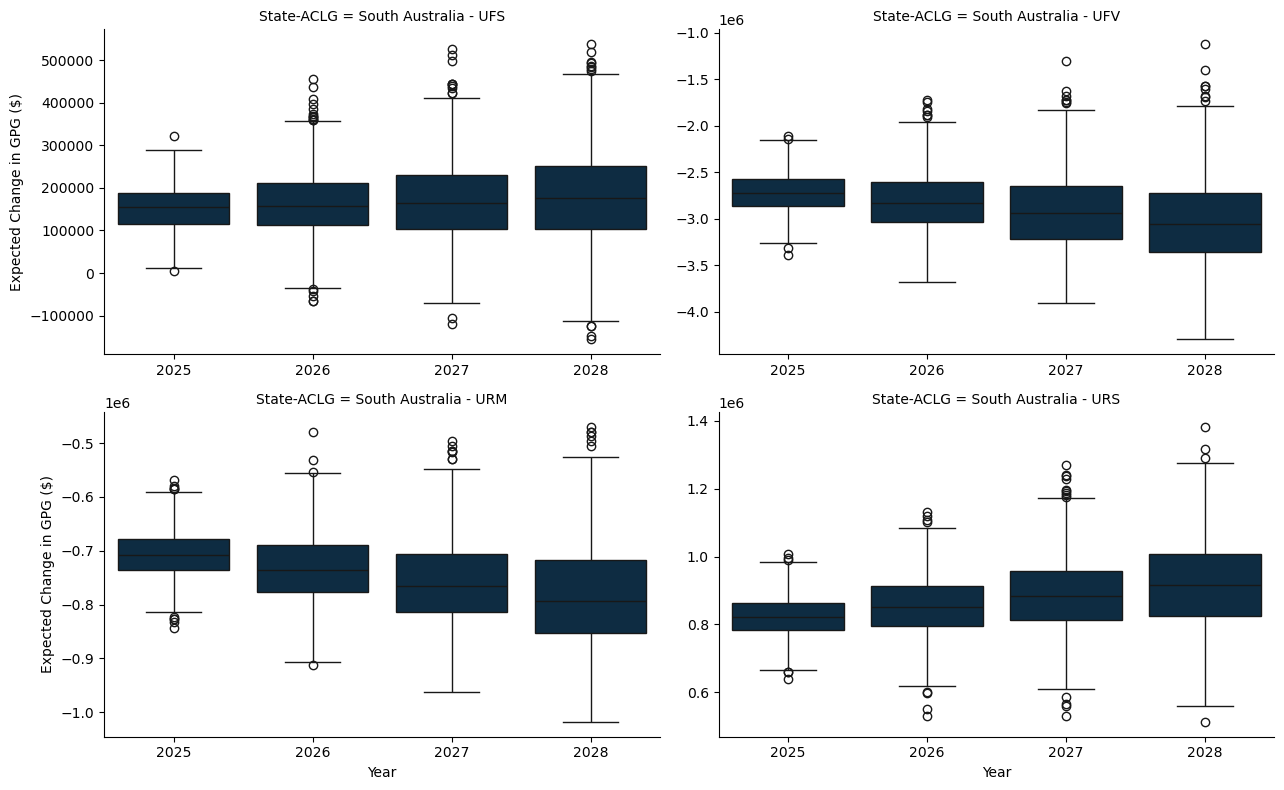 State-ACLG = South Australia - UFS
Expected Change in GPG ($)
500000
400000
300000
200000
100000
0
−100000
2025 2026 2027 2028
State-ACLG = South Australia - UFV
1e6
−1.0
−1.5
−2.0
−2.5
−3.0
−3.5
−4.0
2025 2026 2027 2028
State-ACLG = South Australia - URM
1e6
Expected Change in GPG ($)
−0.5
−0.6
−0.7
−0.8
−0.9
−1.0
2025 2026 2027 2028
Year
State-ACLG = South Australia - URS
1e6
1.4
1.2
1.0
0.8
0.6
2025 2026 2027 2028
Year